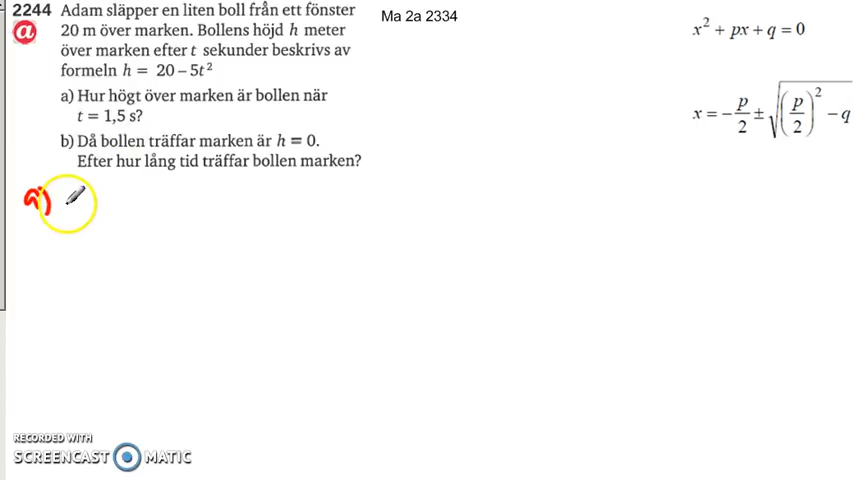 2244 Adam släpper en liten boll från ett fönster
20 m över marken. Bollens höjd h meter
över marken efter t sekunder beskrivs av
formeln h = 20 – 5t²
a) Hur högt över marken är bollen när
t = 1,5 s?
b) Då bollen träffar marken är h = 0.
Efter hur lång tid träffar bollen marken?
a
Ma 2a 2334
x² + px + q = 0
x = -p/2 ± √((p/2)² - q
a)
RECORDED WITH
SCREENCAST MATIC